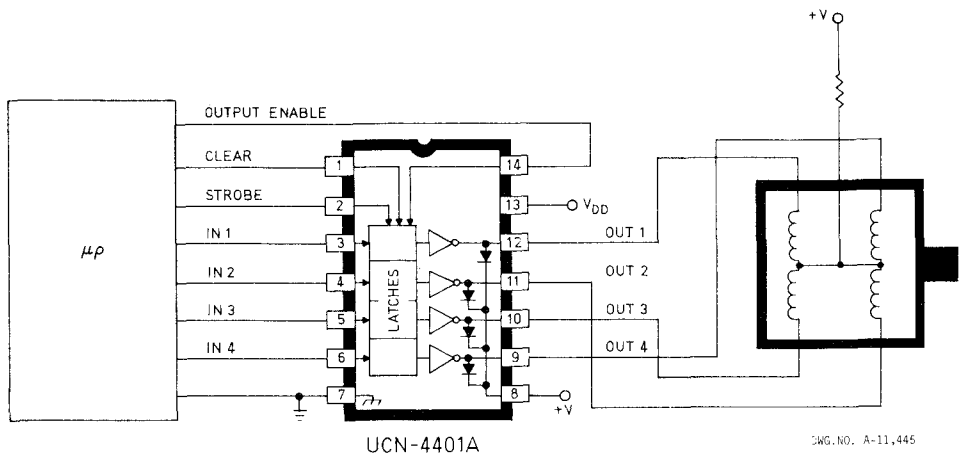 +V
OUTPUT ENABLE
CLEAR
STROBE
IN 1
IN 2
IN 3
IN 4
μp
1
2
3
4
5
6
7
LATCHES
14
13
12
11
10
9
8
VDD
OUT 1
OUT 2
OUT 3
OUT 4
+V
UCN-4401A
DWG.NO. A-11,445